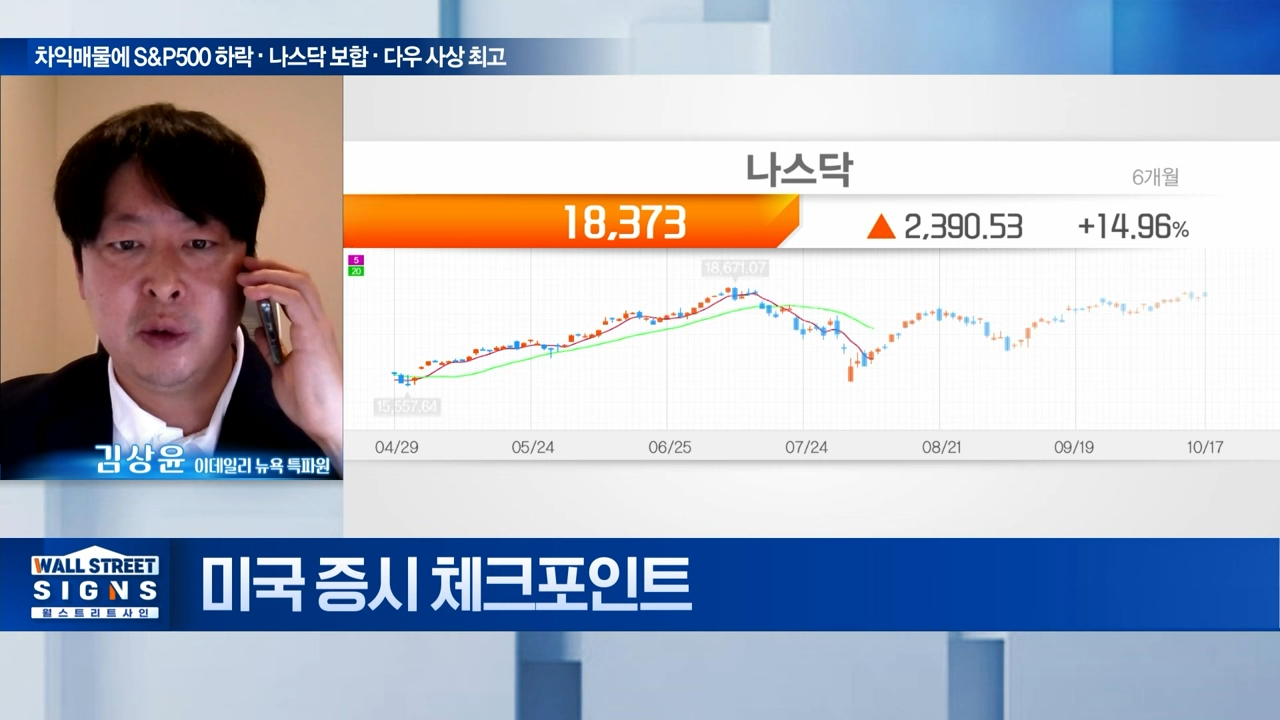 차익매물에 S&P500 하락· 나스닥 보합· 다우 사상 최고
나스닥
6개월
18,373
▲ 2,390.53
+14.96%
5
20
18,671.07
15,557.64
04/29
05/24
06/25
07/24
08/21
09/19
10/17
김상윤 이데일리 뉴욕 특파원
WALL STREET
SIGNS
월스트리트사인
미국 증시 체크포인트